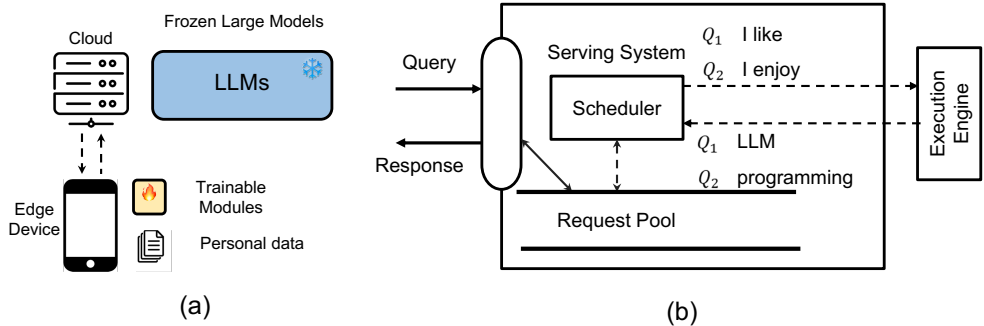 Frozen Large Models
Cloud
LLMs
Edge
Device
Trainable
Modules
Personal data
(a)
Query
Response
Serving System
Scheduler
Q₁ I like
Q₂ I enjoy
Q₁ LLM
Q₂ programming
Request Pool
Execution
Engine
(b)